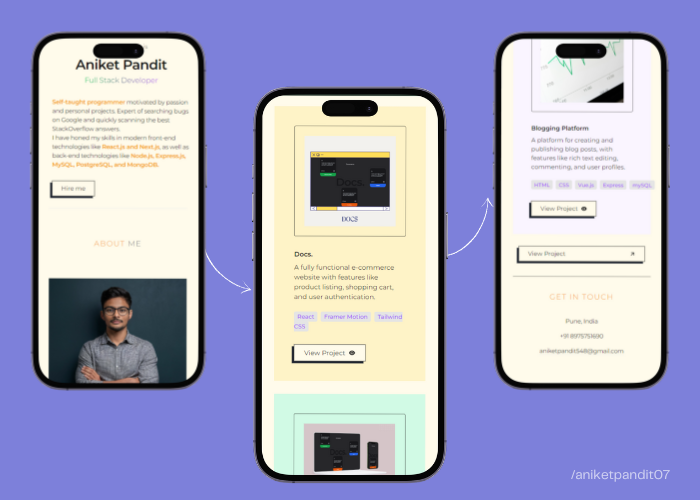 Aniket Pandit
Full Stack Developer
Self taught programmer motivated by passion
and personal projects. Expert of searching bugs
on Google and quickly scanning the best
StackOverflow answers.
I have honed my skills in modern front-end
technologies like React.js and Next.js, as well as
back-end technologies like Node.js, Express.js,
MySQL, PostgreSQL, and MongoDB.
Hire me
ABOUT ME
Docs.
DOCS
Docs.
A fully functional e-commerce
website with features like
product listing, shopping cart,
and user authentication.
React Framer Motion Tailwind
CSS
View Project
Blogging Platform
A platform for creating and
publishing blog posts, with
features like rich text editing,
commenting, and user profiles.
HTML CSS Vue.js Express mySQL
View Project
View Project
GET IN TOUCH
Pune, India
aniketpandit548@gmail.com
/aniketpandit07